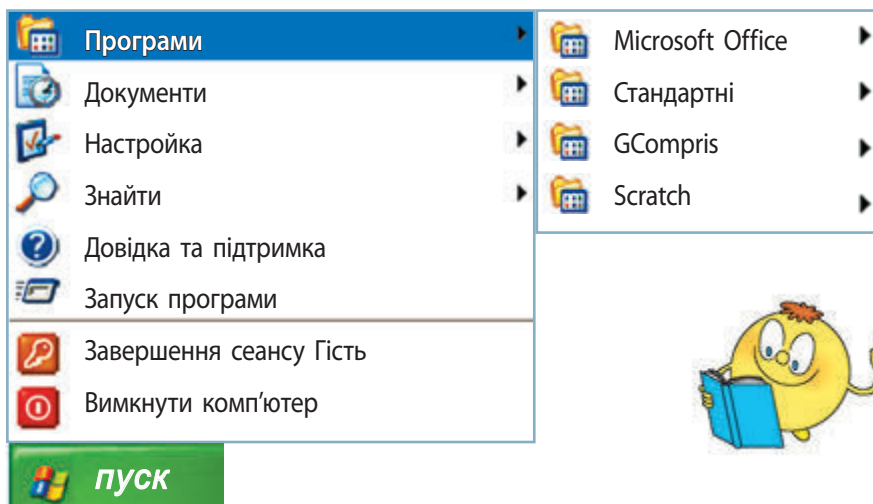 Програми
Документи
Настройка
Знайти
Довідка та підтримка
Запуск програми
Завершення сеансу Гість
Вимкнути комп'ютер
пуск
Microsoft Office
Стандартні
GCompris
Scratch